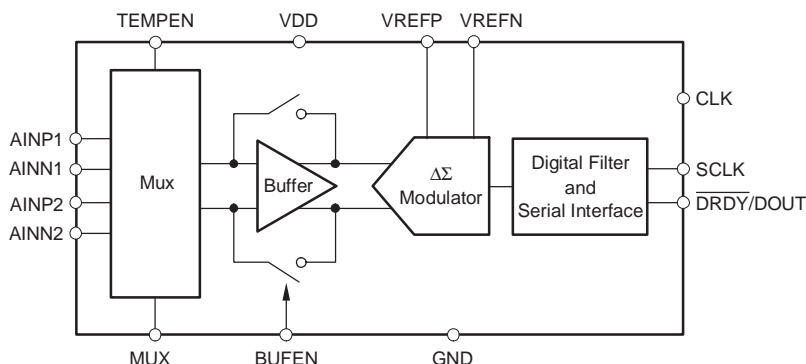 TEMPEN VDD VREFP VREFN
CLK
AINP1
AINN1
AINP2
AINN2
Mux
Buffer
ΔΣ
Modulator
Digital Filter
and
Serial Interface
SCLK
DRDY/DOUT
MUX BUFEN GND